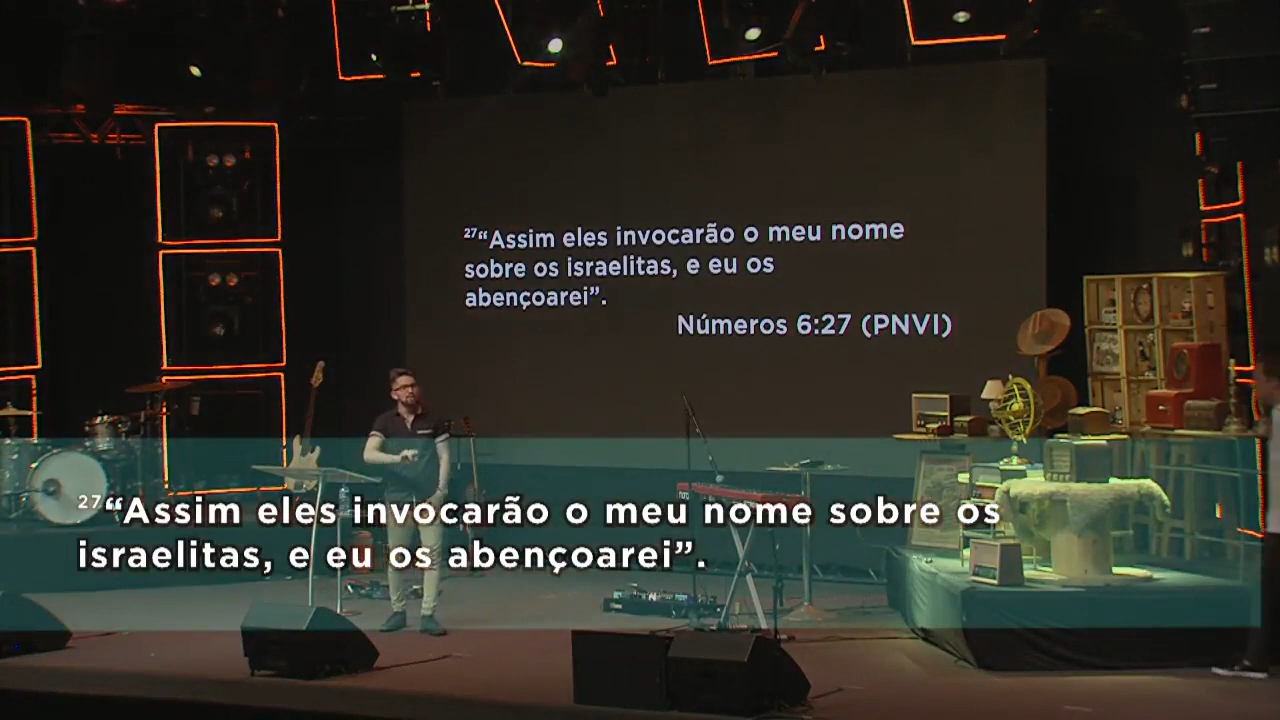 ²⁷“Assim eles invocarão o meu nome
sobre os israelitas, e eu os
abençoarei”.
Números 6:27 (PNVI)
²⁷“Assim eles invocarão o meu nome sobre os
israelitas, e eu os abençoarei”.